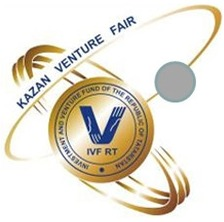 KAZAN VENTURE FAIR
INVESTMENT AND VENTURE FUND OF THE REPUBLIC OF TATARSTAN
V
IVF RT